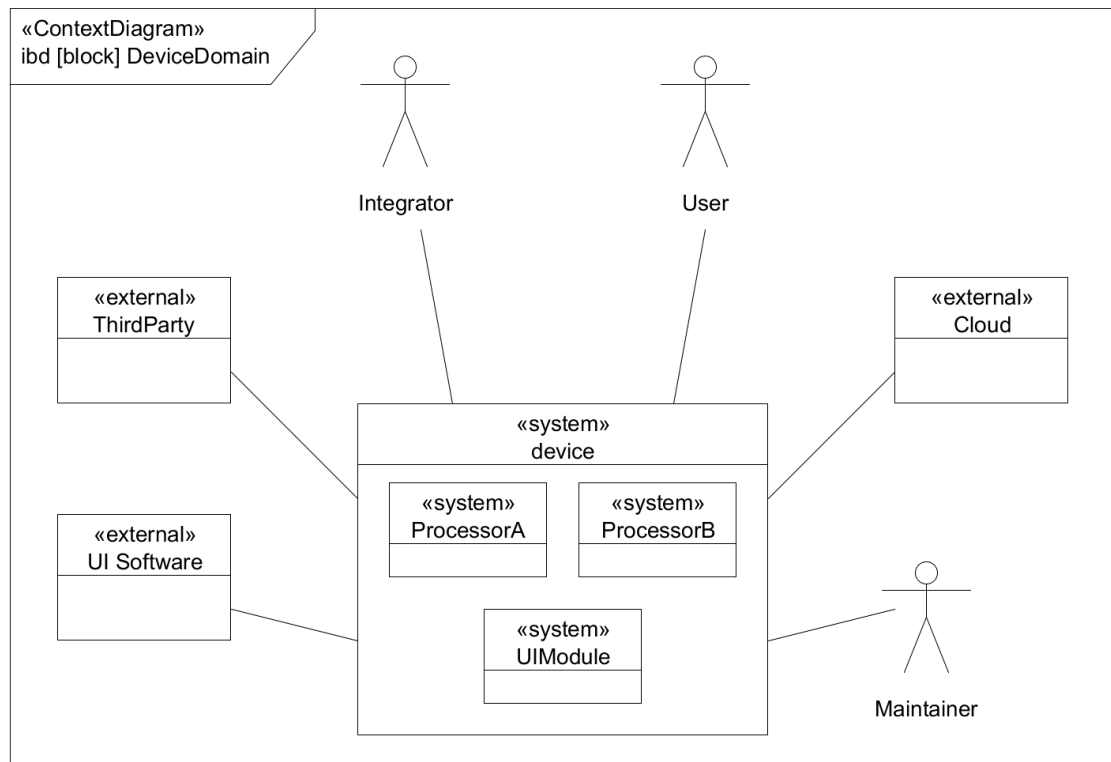 «ContextDiagram»
ibd [block] DeviceDomain
Integrator
User
«external»
ThirdParty
«external»
Cloud
«system»
device
«system»
ProcessorA
«system»
ProcessorB
«external»
UI Software
«system»
UIModule
Maintainer